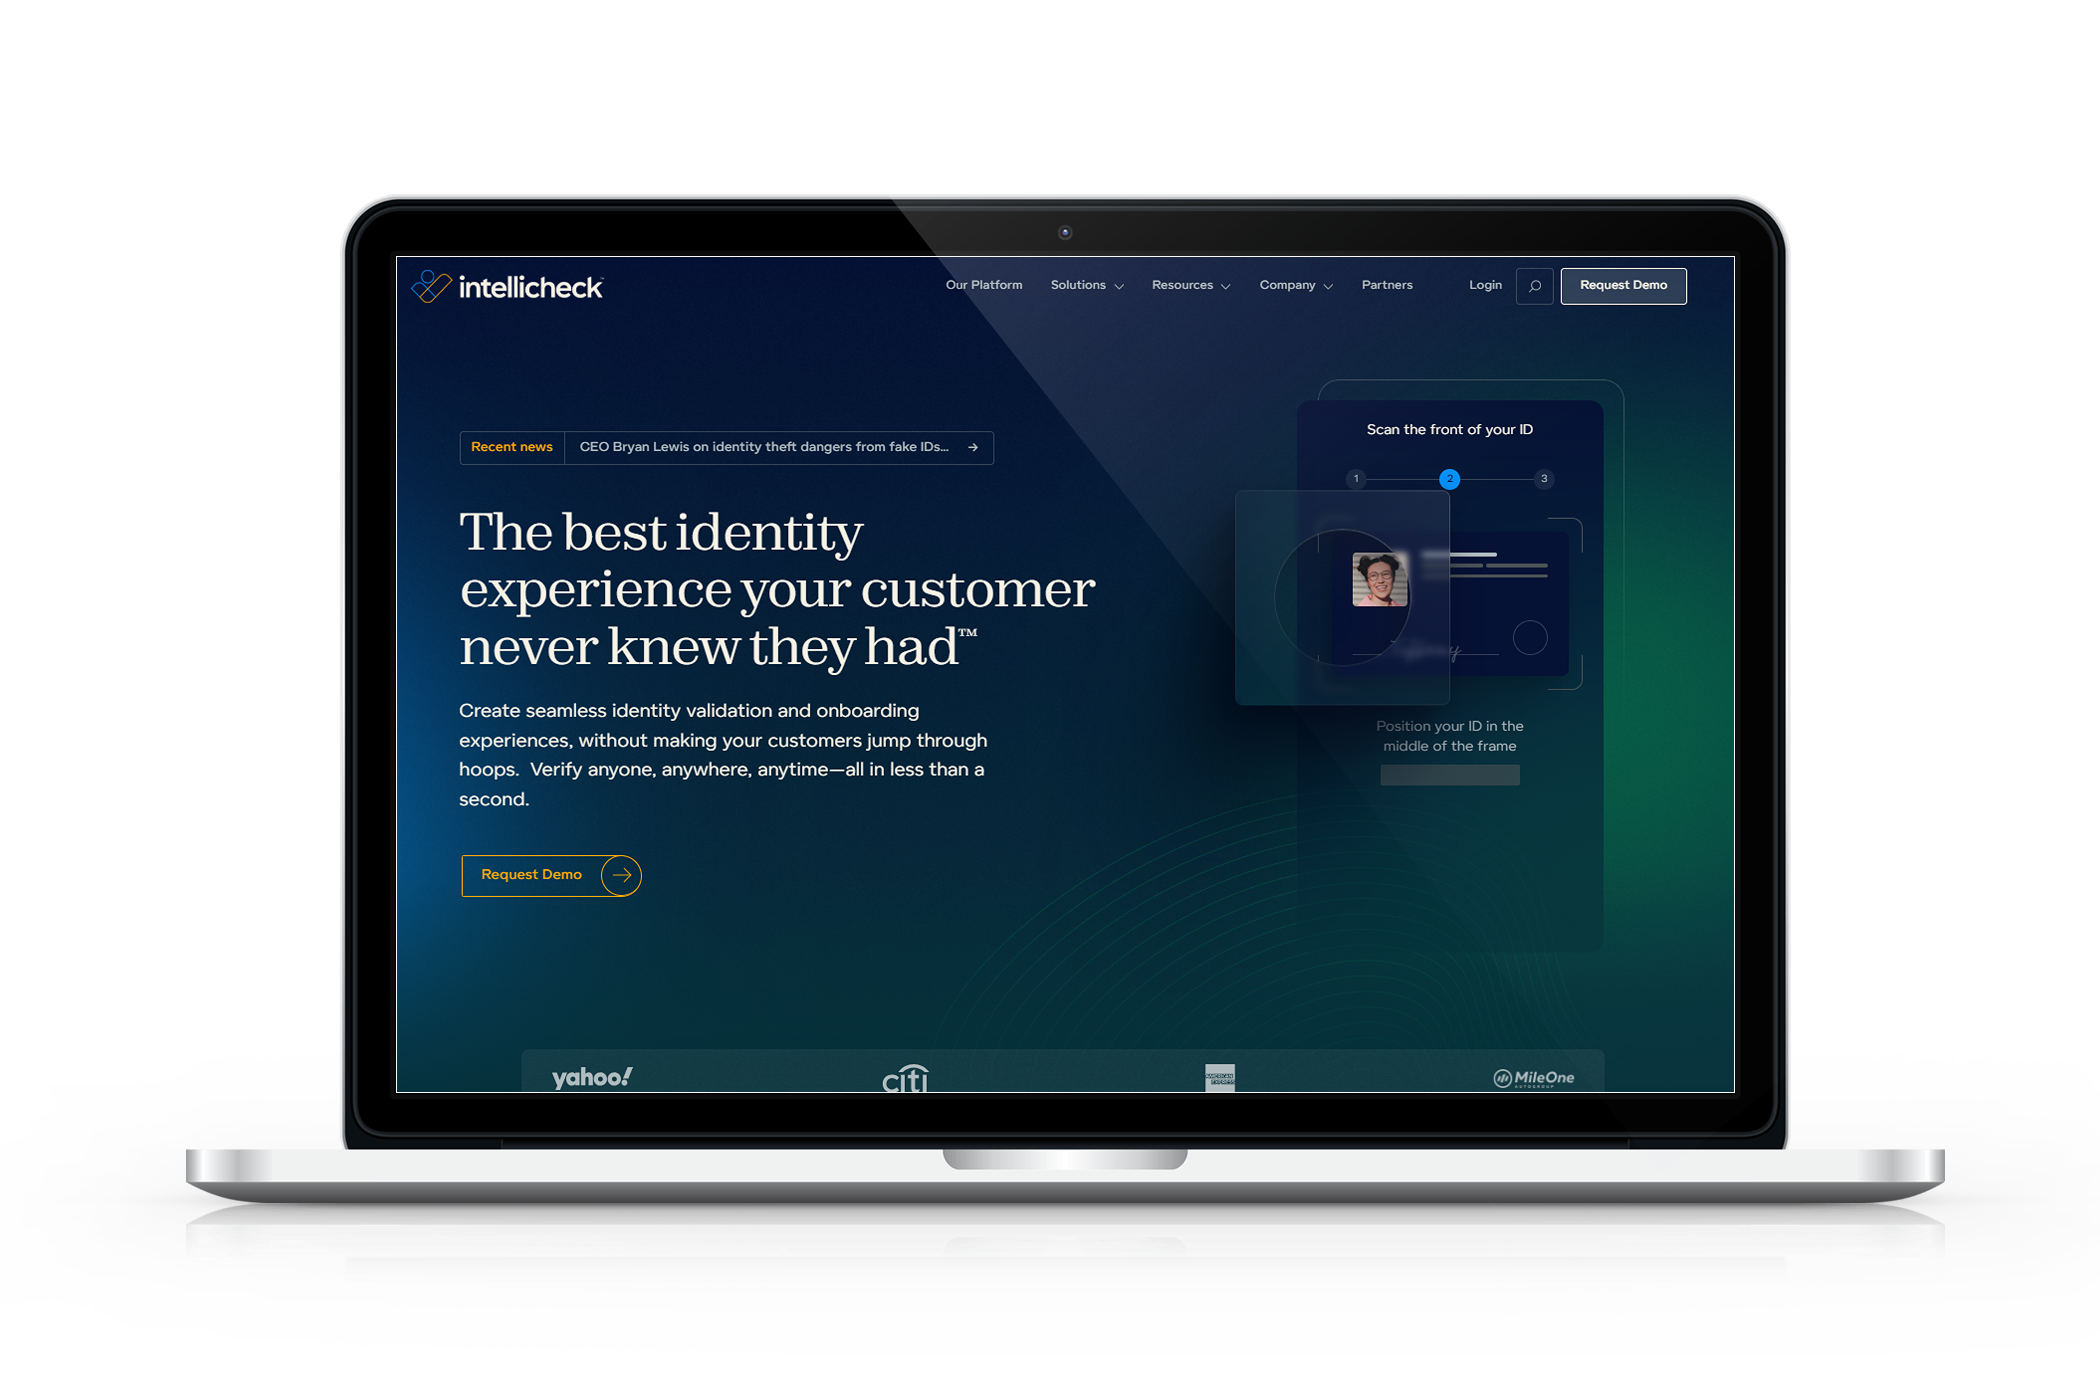 intellicheck™
Our Platform
Solutions
Resources
Company
Partners
Login
Request Demo
Recent news
CEO Bryan Lewis on identity theft dangers from fake IDs...
The best identity
experience your customer
never knew they had™
Create seamless identity validation and onboarding
experiences, without making your customers jump through
hoops.  Verify anyone, anywhere, anytime—all in less than a
second.
Request Demo
Scan the front of your ID
1
2
3
Position your ID in the
middle of the frame
yahoo!
citi
AMERICAN
EXPRESS
MileOne
AUTOGROUP